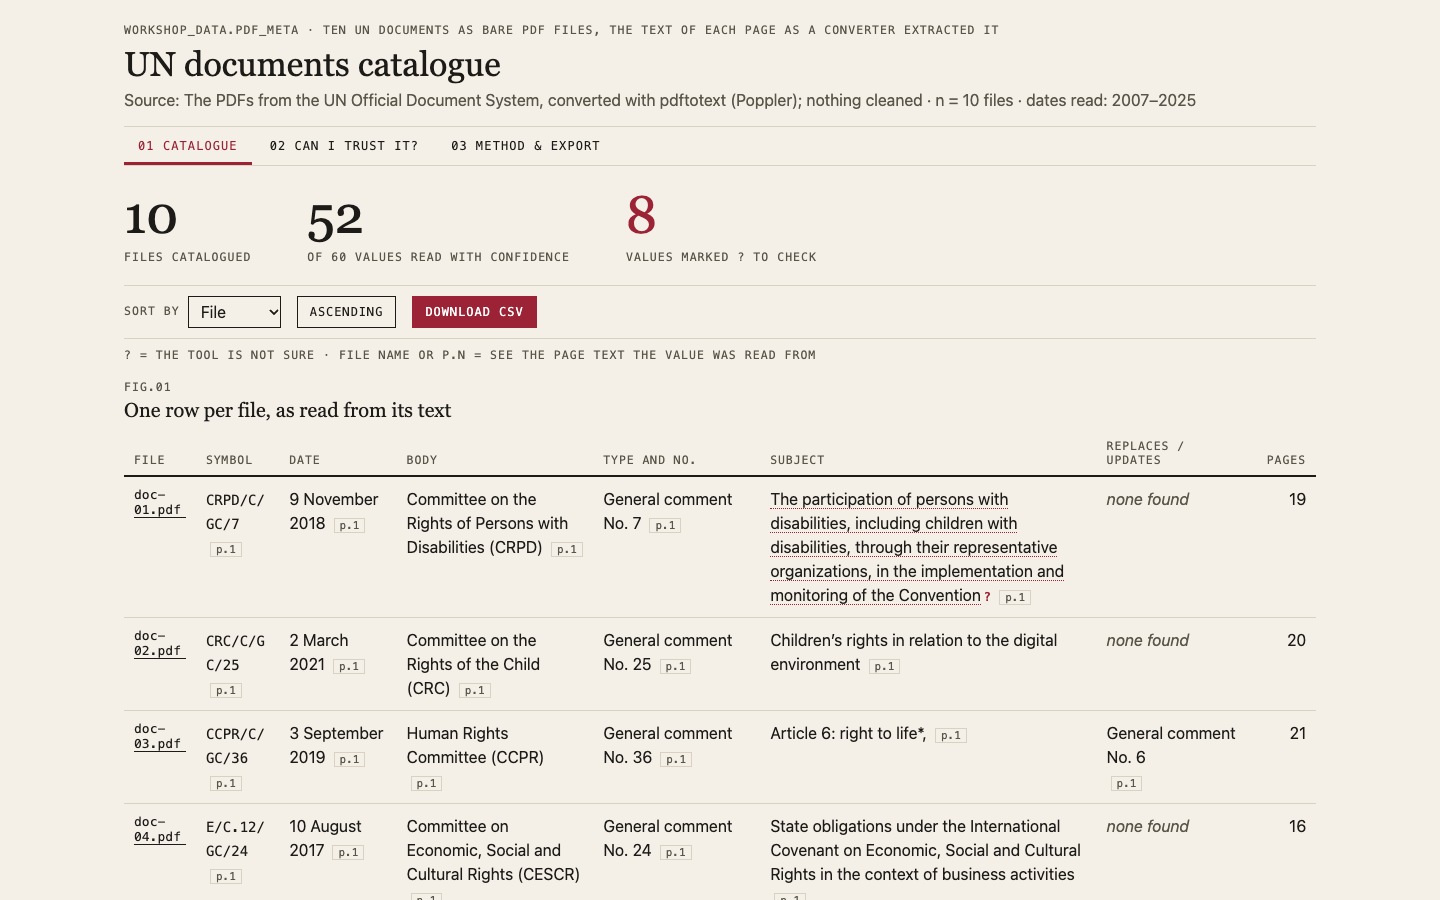 WORKSHOP_DATA.PDF_META · TEN UN DOCUMENTS AS BARE PDF FILES, THE TEXT OF EACH PAGE AS A CONVERTER EXTRACTED IT
UN documents catalogue
Source: The PDFs from the UN Official Document System, converted with pdftotext (Poppler); nothing cleaned · n = 10 files · dates read: 2007–2025
01 CATALOGUE 02 CAN I TRUST IT? 03 METHOD & EXPORT
10 52 8
FILES CATALOGUED OF 60 VALUES READ WITH CONFIDENCE VALUES MARKED ? TO CHECK
SORT BY File ASCENDING DOWNLOAD CSV
? = THE TOOL IS NOT SURE · FILE NAME OR P.N = SEE THE PAGE TEXT THE VALUE WAS READ FROM
FIG.01
One row per file, as read from its text
FILE SYMBOL DATE BODY TYPE AND NO. SUBJECT REPLACES /
UPDATES PAGES
doc-
01.pdf
CRPD/C/
GC/7
p.1
9 November
2018 p.1
Committee on the
Rights of Persons with
Disabilities (CRPD) p.1
General comment
No. 7 p.1
The participation of persons with
disabilities, including children with
disabilities, through their representative
organizations, in the implementation and
monitoring of the Convention ? p.1
none found
19
doc-
02.pdf
CRC/C/G
C/25
p.1
2 March
2021 p.1
Committee on the
Rights of the Child
(CRC) p.1
General comment
No. 25 p.1
Children’s rights in relation to the digital
environment p.1
none found
20
doc-
03.pdf
CCPR/C/
GC/36
p.1
3 September
2019 p.1
Human Rights
Committee (CCPR)
p.1
General comment
No. 36 p.1
Article 6: right to life*, p.1
General comment
No. 6
p.1
21
doc-
04.pdf
E/C.12/
GC/24
p.1
10 August
2017 p.1
Committee on
Economic, Social and
Cultural Rights (CESCR)
p.1
General comment
No. 24 p.1
State obligations under the International
Covenant on Economic, Social and Cultural
Rights in the context of business activities
p.1
none found
16